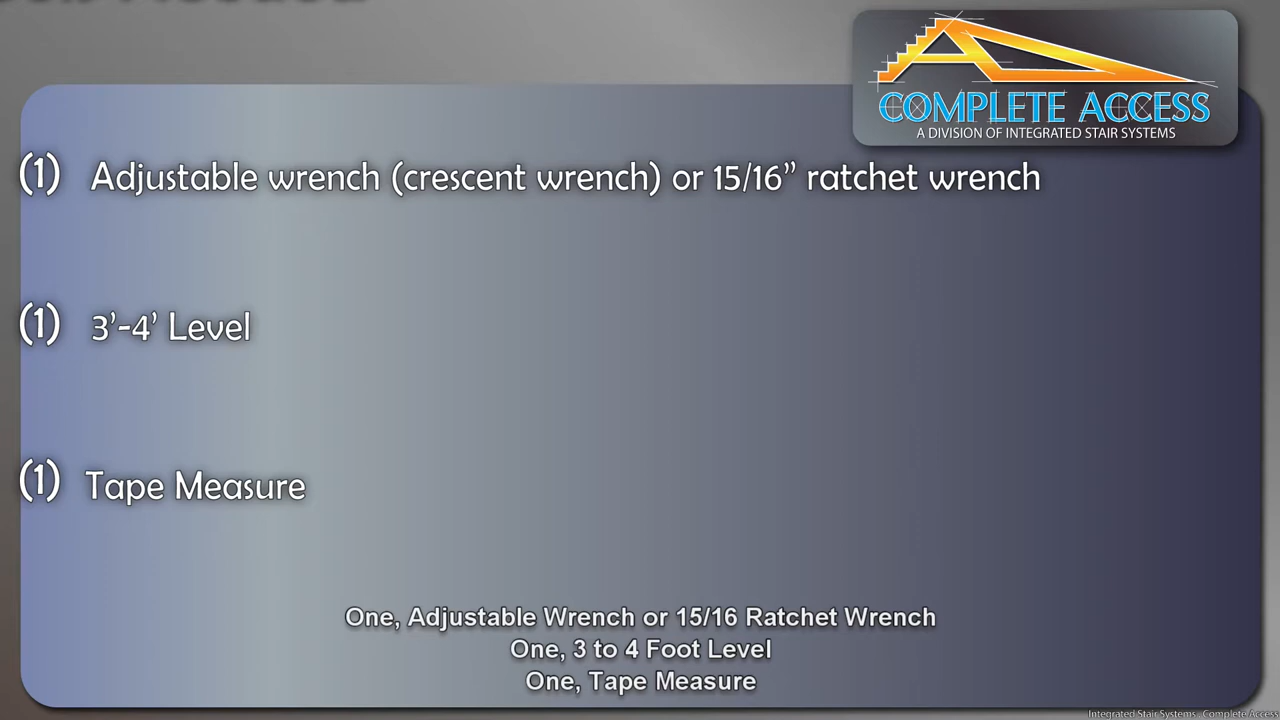 COMPLETE ACCESS
A DIVISION OF INTEGRATED STAIR SYSTEMS
(1) Adjustable wrench (crescent wrench) or 15/16” ratchet wrench
(1) 3’-4’ Level
(1) Tape Measure
One, Adjustable Wrench or 15/16 Ratchet Wrench
One, 3 to 4 Foot Level
One, Tape Measure
Integrated Stair Systems - Complete Access